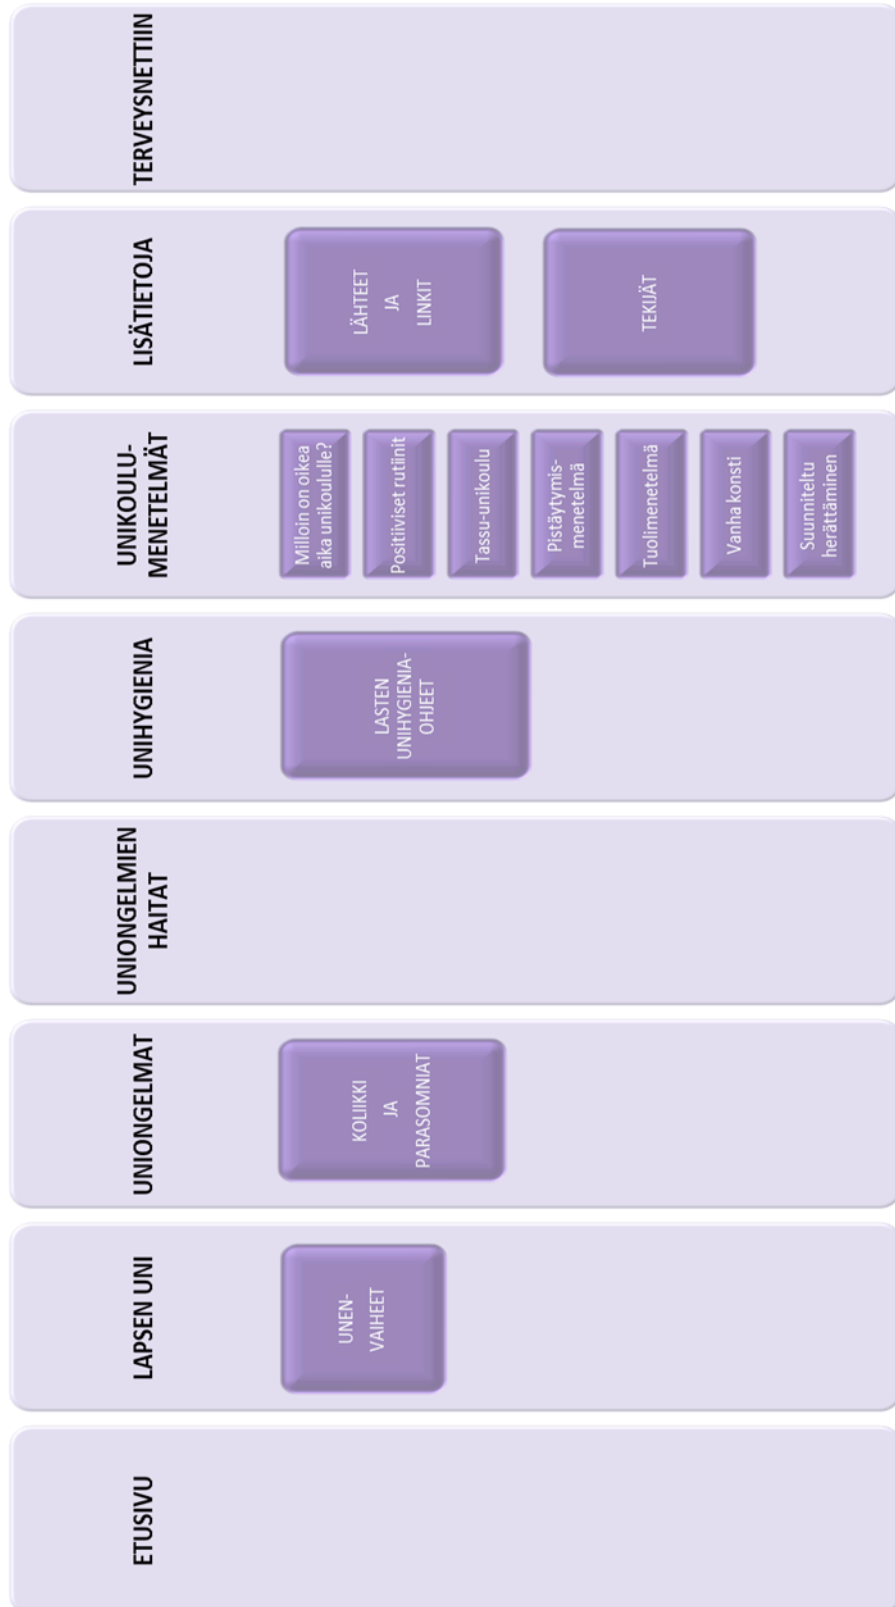 ETUSIVU
LAPSEN UNI
UNEN-
VAIHEET
UNIONGELMAT
KOLIIKKI
JA
PARASOMNIAT
UNIONGELMIEN
HAITAT
UNIHYGIENIA
LASTEN
UNIHYGIENIA-
OHJEET
UNIKOULU-
MENETELMÄT
Milloin on oikea
aika unikoululle?
Positiiviset rutiinit
Tassu-unikoulu
Pistäytymis-
menetelmä
Tuolimenetelmä
Vanha konsti
Suunniteltu
herättäminen
LISÄTIETOJA
LÄHTEET
JA
LINKIT
TEKIJÄT
TERVEYSNETTIIN